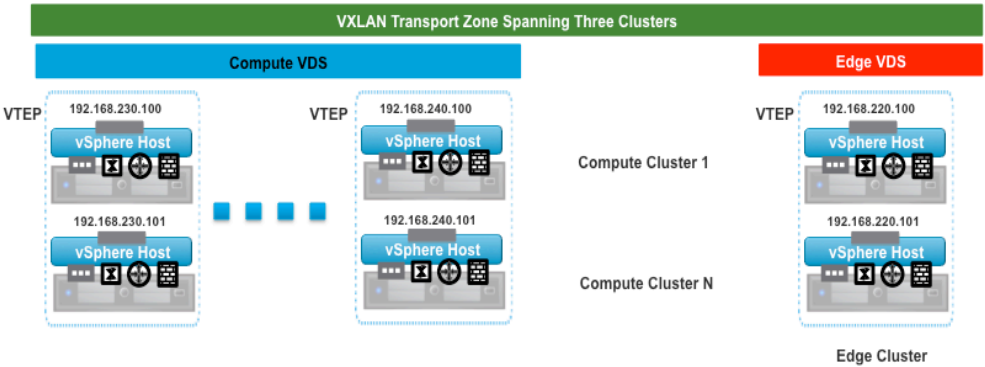 VXLAN Transport Zone Spanning Three Clusters
Compute VDS
Edge VDS
VTEP
192.168.230.100
vSphere Host
192.168.230.101
vSphere Host
VTEP
192.168.240.100
vSphere Host
192.168.240.101
vSphere Host
Compute Cluster 1
Compute Cluster N
VTEP
192.168.220.100
vSphere Host
192.168.220.101
vSphere Host
Edge Cluster